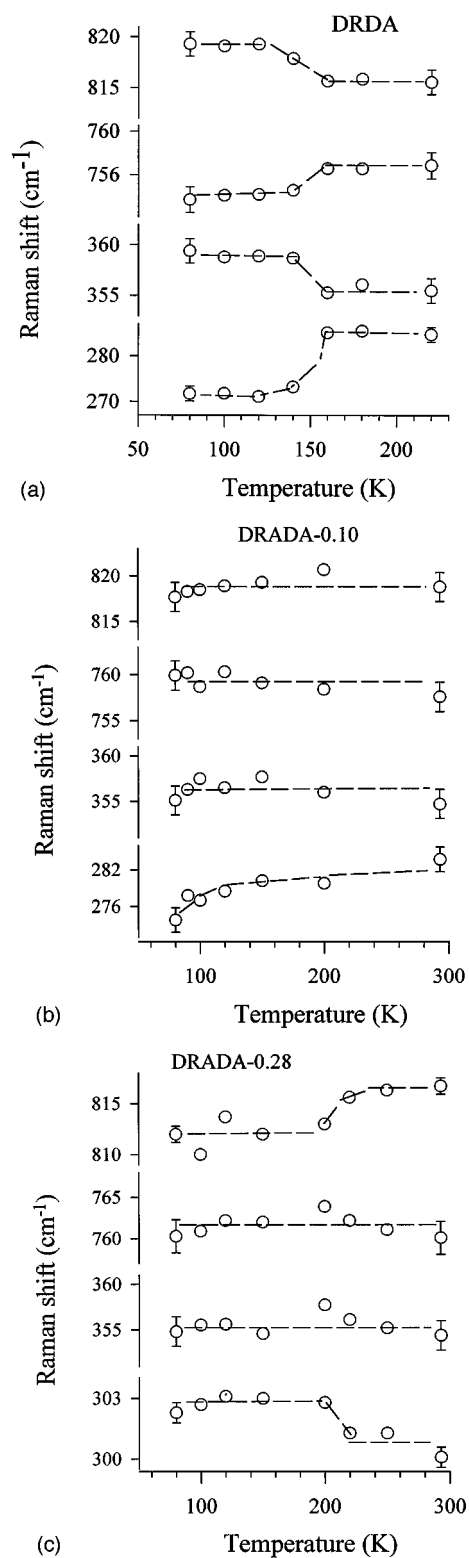 DRDA
820
815
760
756
360
355
280
270
Raman shift (cm⁻¹)
50 100 150 200
(a) Temperature (K)
DRADA-0.10
820
815
760
755
360
355
282
276
Raman shift (cm⁻¹)
100 200 300
(b) Temperature (K)
DRADA-0.28
815
810
765
760
360
355
303
300
Raman shift (cm⁻¹)
100 200 300
(c) Temperature (K)